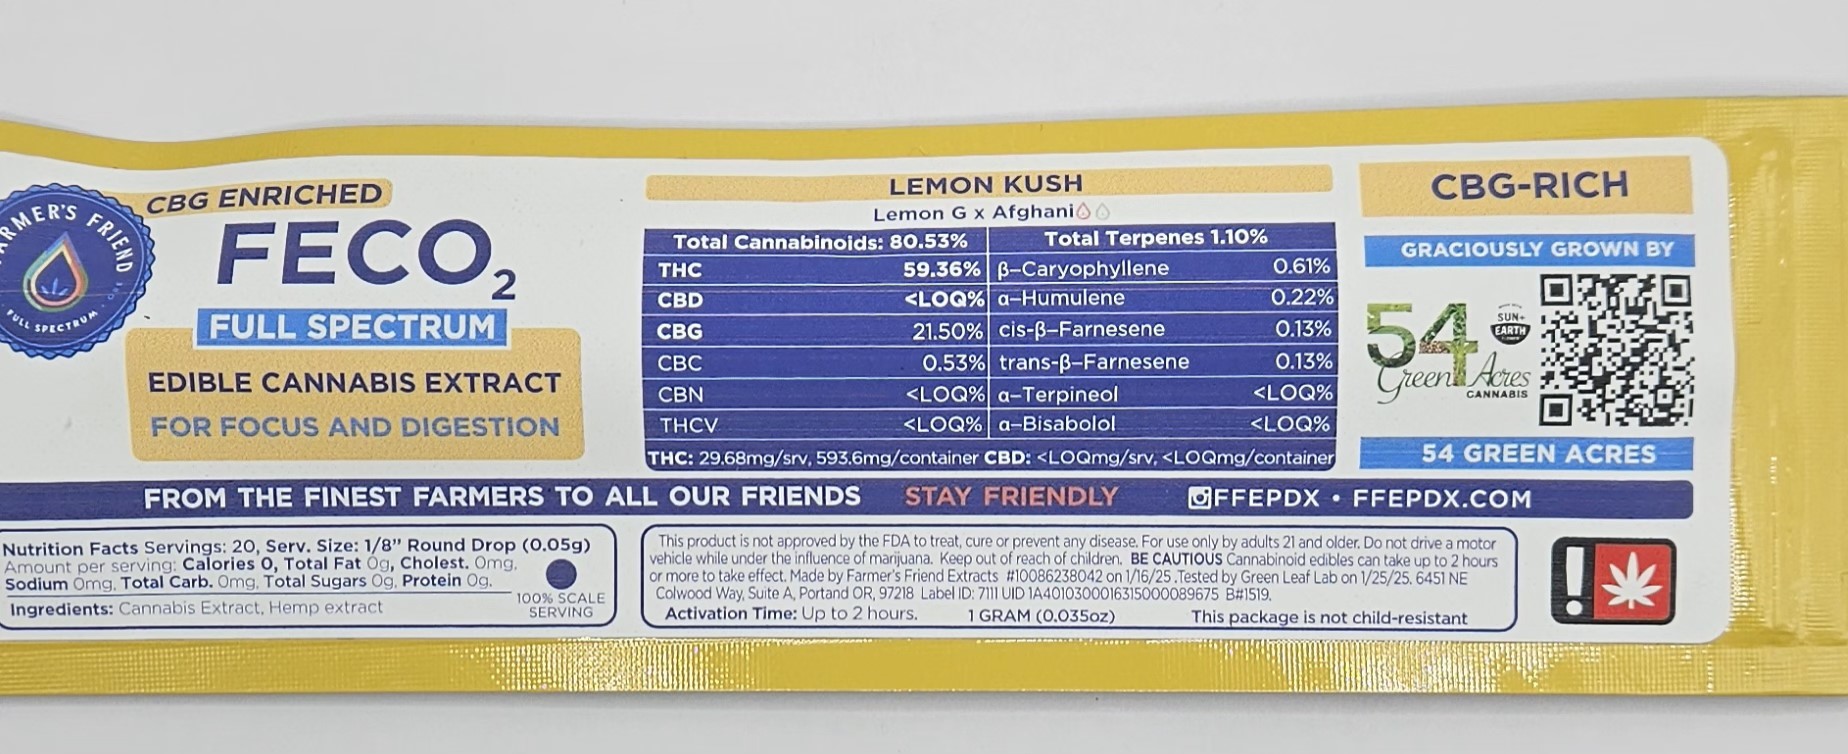 FARMER'S FRIEND
FULL SPECTRUM
CBG ENRICHED
FECO2
FULL SPECTRUM
EDIBLE CANNABIS EXTRACT
FOR FOCUS AND DIGESTION
LEMON KUSH
Lemon G x Afghani
Total Cannabinoids: 80.53% Total Terpenes 1.10%
THC 59.36% β-Caryophyllene 0.61%
CBD <LOQ% α-Humulene 0.22%
CBG 21.50% cis-β-Farnesene 0.13%
CBC 0.53% trans-β-Farnesene 0.13%
CBN <LOQ% α-Terpineol <LOQ%
THCV <LOQ% α-Bisabolol <LOQ%
THC: 29.68mg/srv, 593.6mg/container CBD: <LOQmg/srv, <LOQmg/container
CBG-RICH
GRACIOUSLY GROWN BY
54
Green Acres
CANNABIS
SUN+
EARTH
54 GREEN ACRES
FROM THE FINEST FARMERS TO ALL OUR FRIENDS STAY FRIENDLY FFEPDX • FFEPDX.COM
Nutrition Facts Servings: 20, Serv. Size: 1/8” Round Drop (0.05g)
Amount per serving: Calories 0, Total Fat 0g, Cholest. 0mg,
Sodium 0mg, Total Carb. 0mg, Total Sugars 0g, Protein 0g.
Ingredients: Cannabis Extract, Hemp extract
100% SCALE
SERVING
This product is not approved by the FDA to treat, cure or prevent any disease. For use only by adults 21 and older. Do not drive a motor
vehicle while under the influence of marijuana. Keep out of reach of children. BE CAUTIOUS Cannabinoid edibles can take up to 2 hours
or more to take effect. Made by Farmer's Friend Extracts #10086238042 on 1/16/25 .Tested by Green Leaf Lab on 1/25/25. 6451 NE
Colwood Way, Suite A, Portand OR, 97218 Label ID: 7111 UID 1A4010300016315000089675 B#1519.
Activation Time: Up to 2 hours. 1 GRAM (0.035oz) This package is not child-resistant